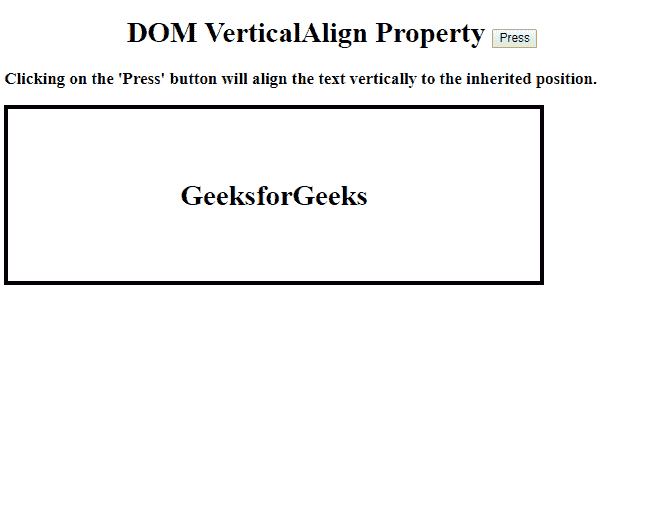 DOM VerticalAlign Property Press
Clicking on the 'Press' button will align the text vertically to the inherited position.
GeeksforGeeks